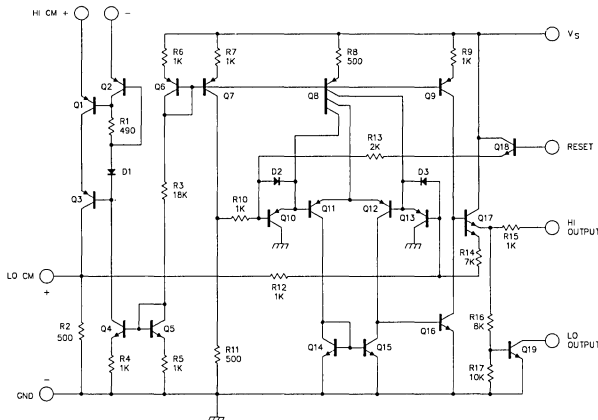 HI CM + −
R6
1K
R7
1K
R8
500
R9
1K
VS
Q2
Q6
Q7
Q8
Q9
Q1
R1
490
R13
2K
Q18
RESET
D1
D2
D3
R3
18K
Q3
R10
1K
Q10
Q11
Q12
Q13
Q17
R15
1K
HI
OUTPUT
R14
7K
LO CM
+
R12
1K
R2
500
Q4
Q5
R16
8K
Q16
LO
OUTPUT
Q14
Q15
Q19
R4
1K
R5
1K
R11
500
R17
10K
−
GND